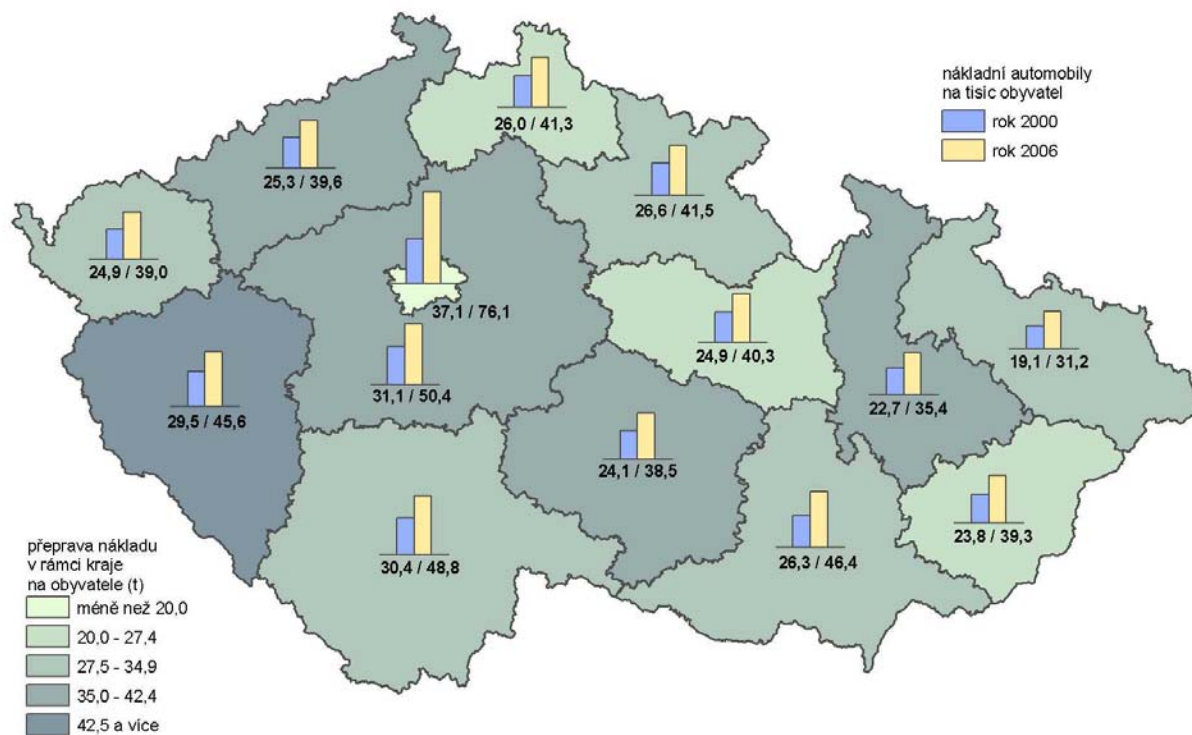 nákladní automobily
na tisíc obyvatel
rok 2000
rok 2006
26,0 / 41,3
25,3 / 39,6
26,6 / 41,5
24,9 / 39,0
37,1 / 76,1
24,9 / 40,3
19,1 / 31,2
31,1 / 50,4
22,7 / 35,4
29,5 / 45,6
24,1 / 38,5
23,8 / 39,3
30,4 / 48,8
26,3 / 46,4
přeprava nákladu
v rámci kraje
na obyvatele (t)
méně než 20,0
20,0 - 27,4
27,5 - 34,9
35,0 - 42,4
42,5 a více